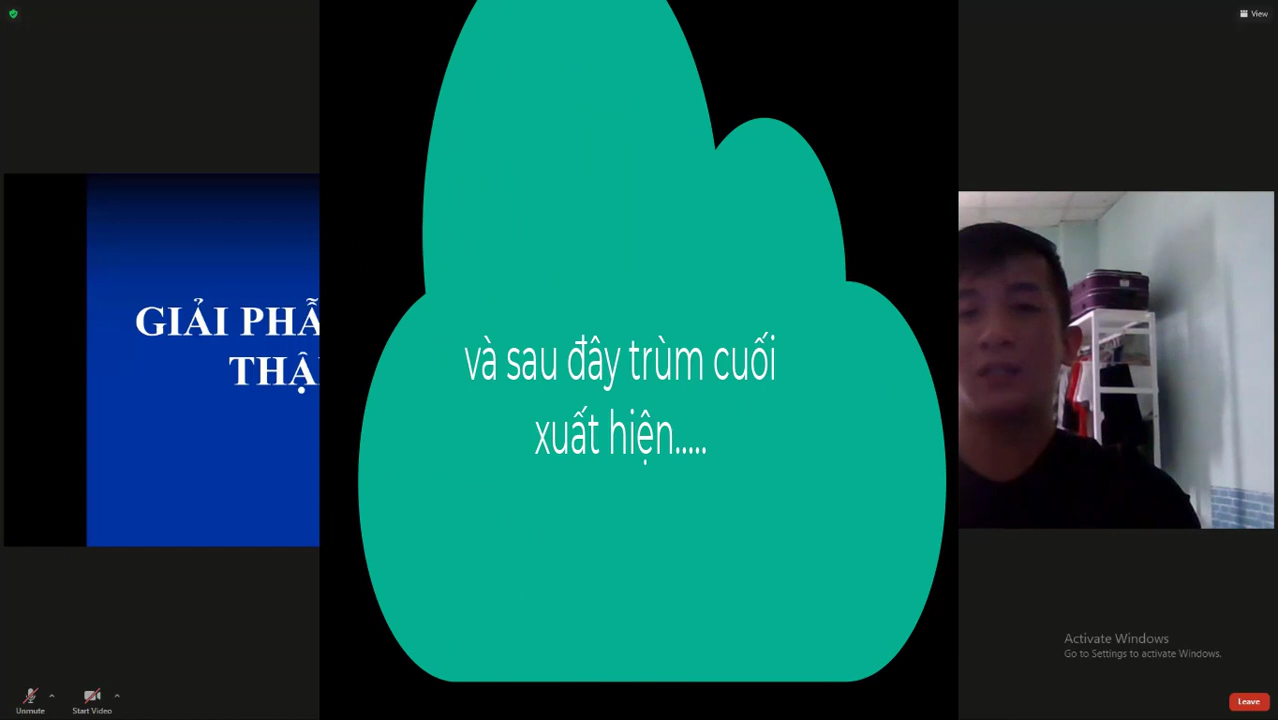 View
GIẢI PHẪ
THẬ
và sau đây trùm cuối
xuất hiện.....
Activate Windows
Go to Settings to activate Windows.
Unmute
Start Video
Leave